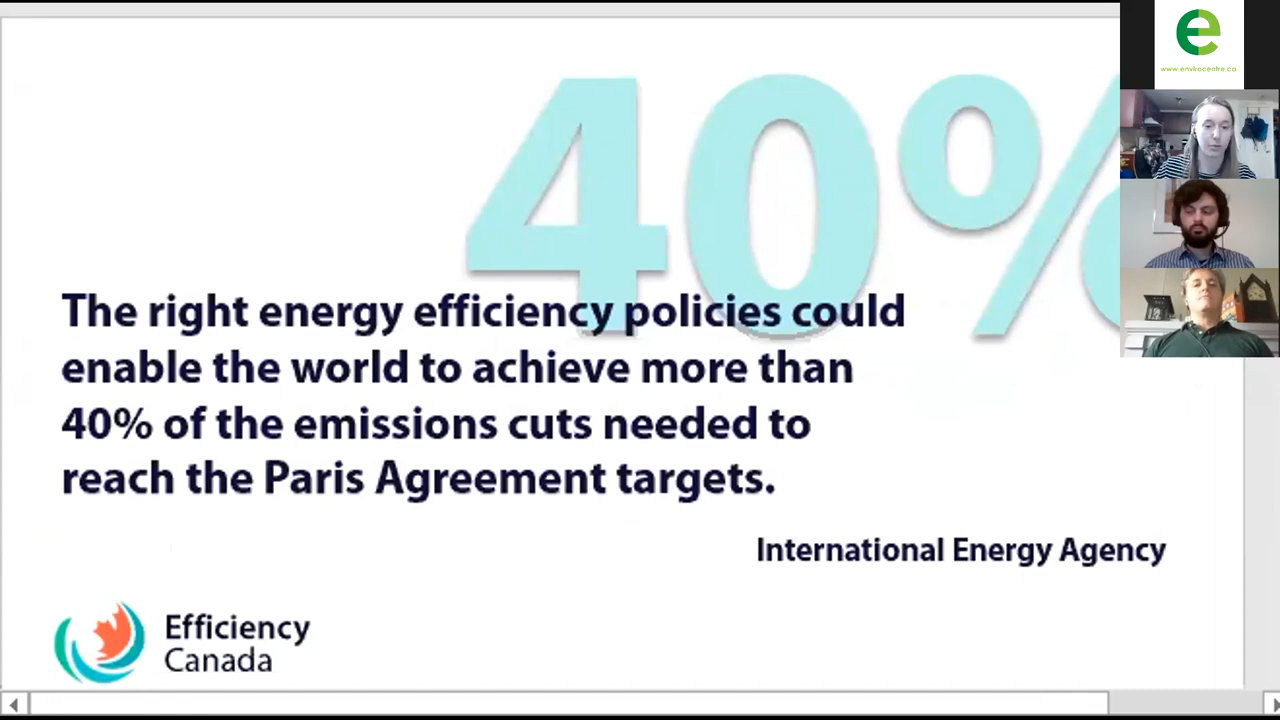 40%
The right energy efficiency policies could
enable the world to achieve more than
40% of the emissions cuts needed to
reach the Paris Agreement targets.
International Energy Agency
Efficiency
Canada
e
www.envirocentre.ca